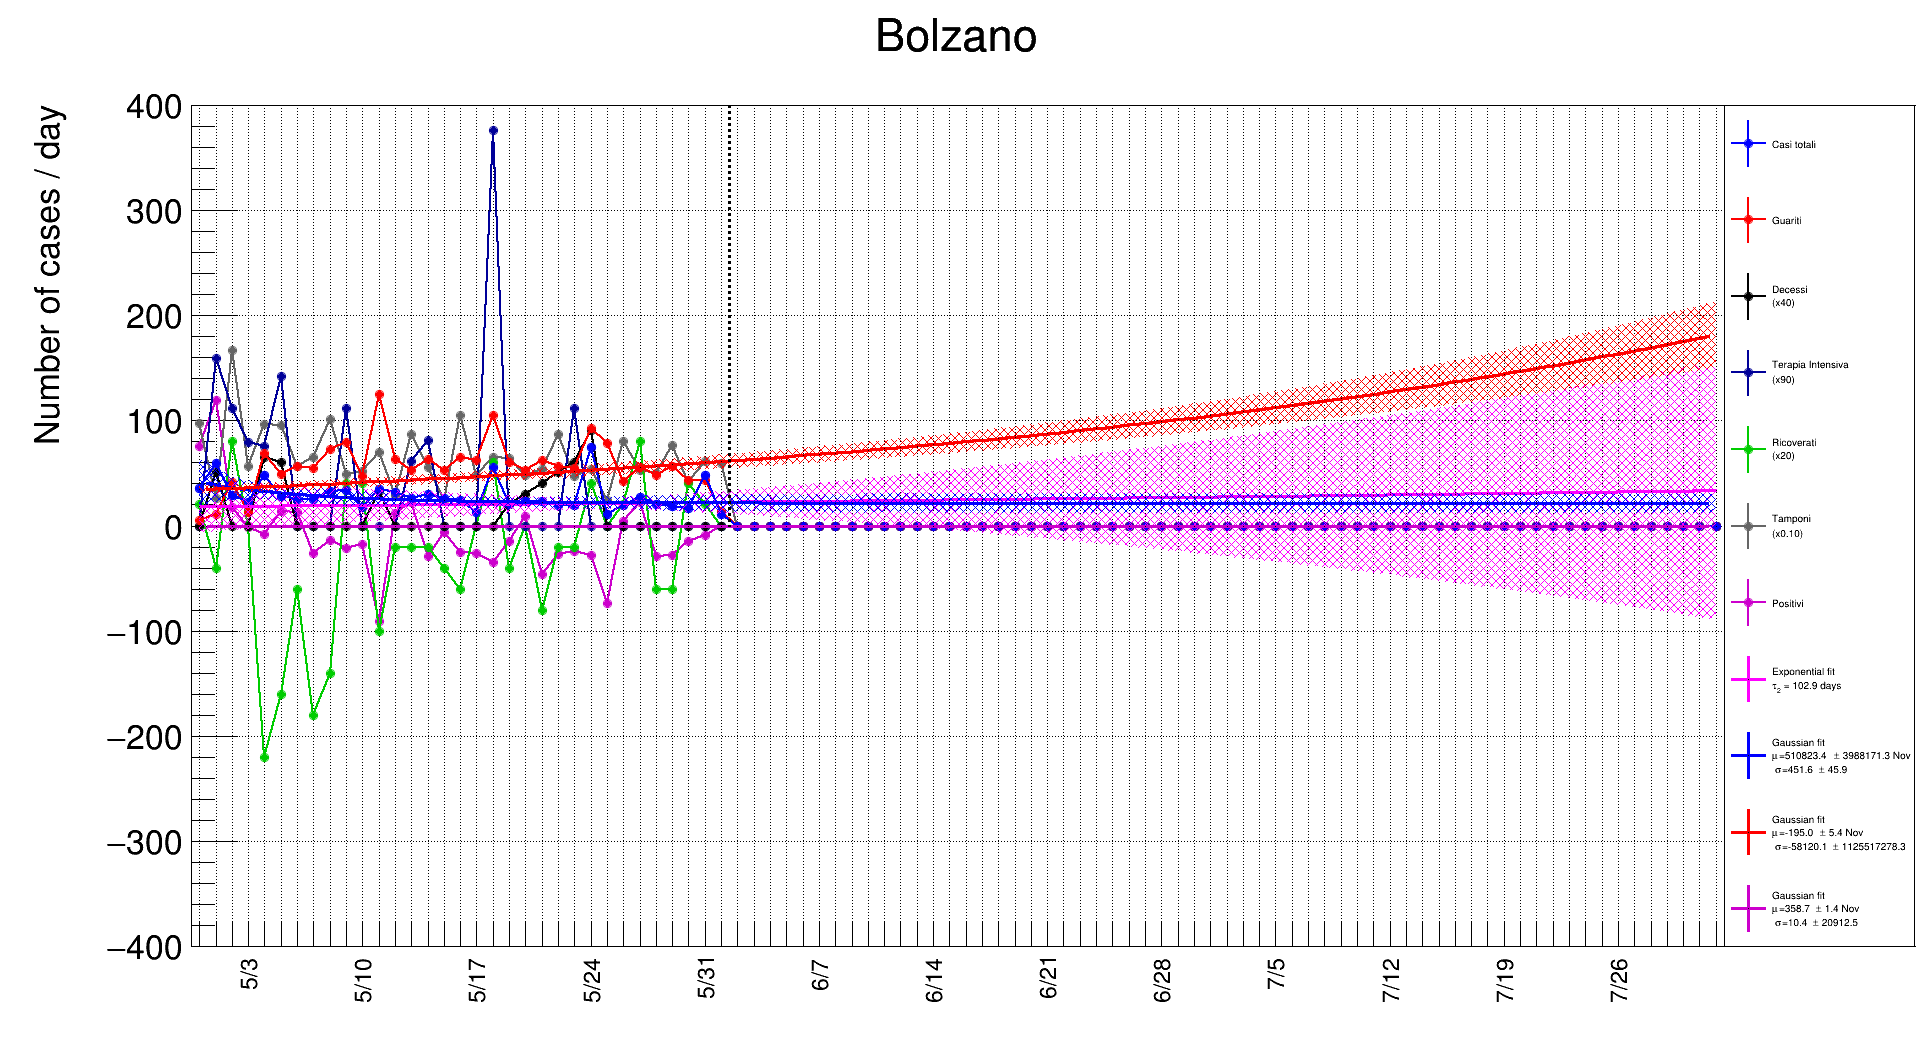 Bolzano
Number of cases / day
400
300
200
100
0
−100
−200
−300
−400
5/3
5/10
5/17
5/24
5/31
6/7
6/14
6/21
6/28
7/5
7/12
7/19
7/26
Casi totali
Guariti
Decessi
(x40)
Terapia Intensiva
(x90)
Ricoverati
(x20)
Tamponi
(x0.10)
Positivi
Exponential fit
τ2 = 102.9 days
Gaussian fit
μ=510823.4 ± 3988171.3 Nov
σ=451.6 ± 45.9
Gaussian fit
μ=-195.0 ± 5.4 Nov
σ=-58120.1 ± 1125517278.3
Gaussian fit
μ=358.7 ± 1.4 Nov
σ=10.4 ± 20912.5